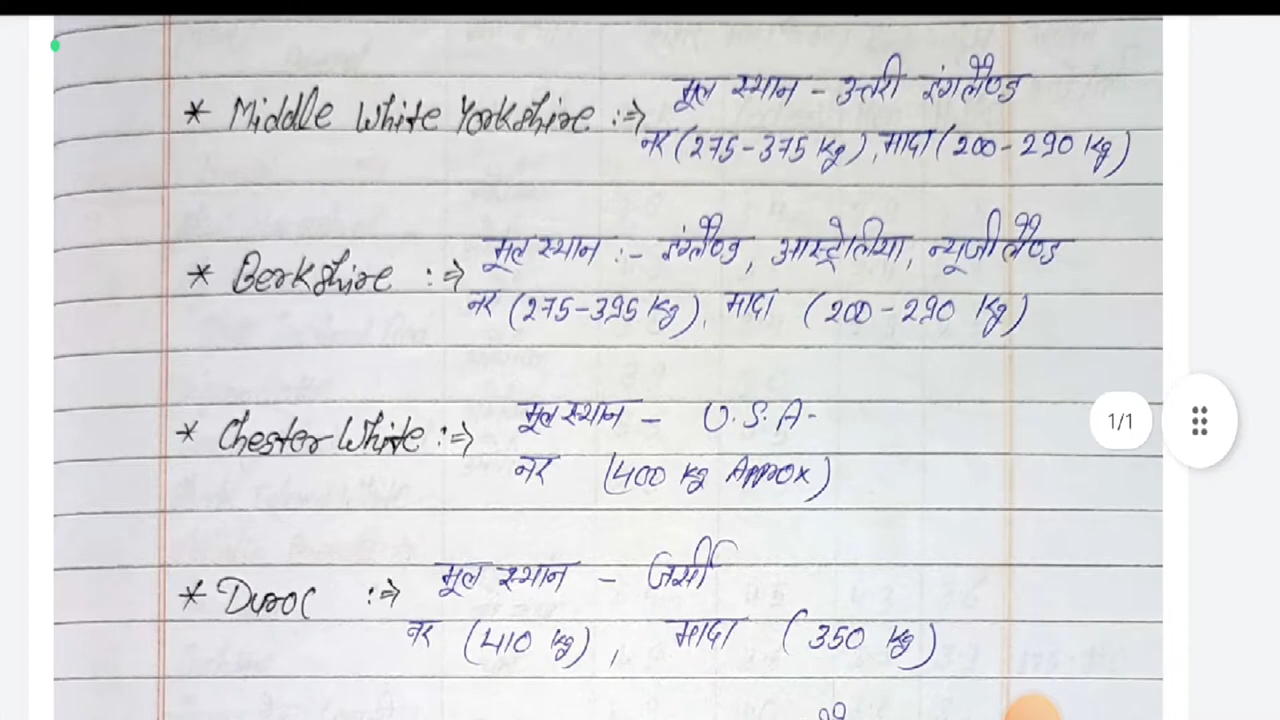 * Middle White Yorkshire :⇒ मूल स्थान - उत्तरी इंगलैण्ड
नर (275-375 Kg), मादा (200-290 Kg)
* Berkshire :⇒ मूल स्थान :- इंग्लैण्ड, आस्ट्रेलिया, न्यूजीलैण्ड
नर (275-395 Kg), मादा (200-290 Kg)
* Chester White :⇒ मूल स्थान - U.S.A.
नर (400 Kg Approx)
1/1
* Duroc :⇒ मूल स्थान - जर्सी
नर (410 Kg), मादा (350 Kg)